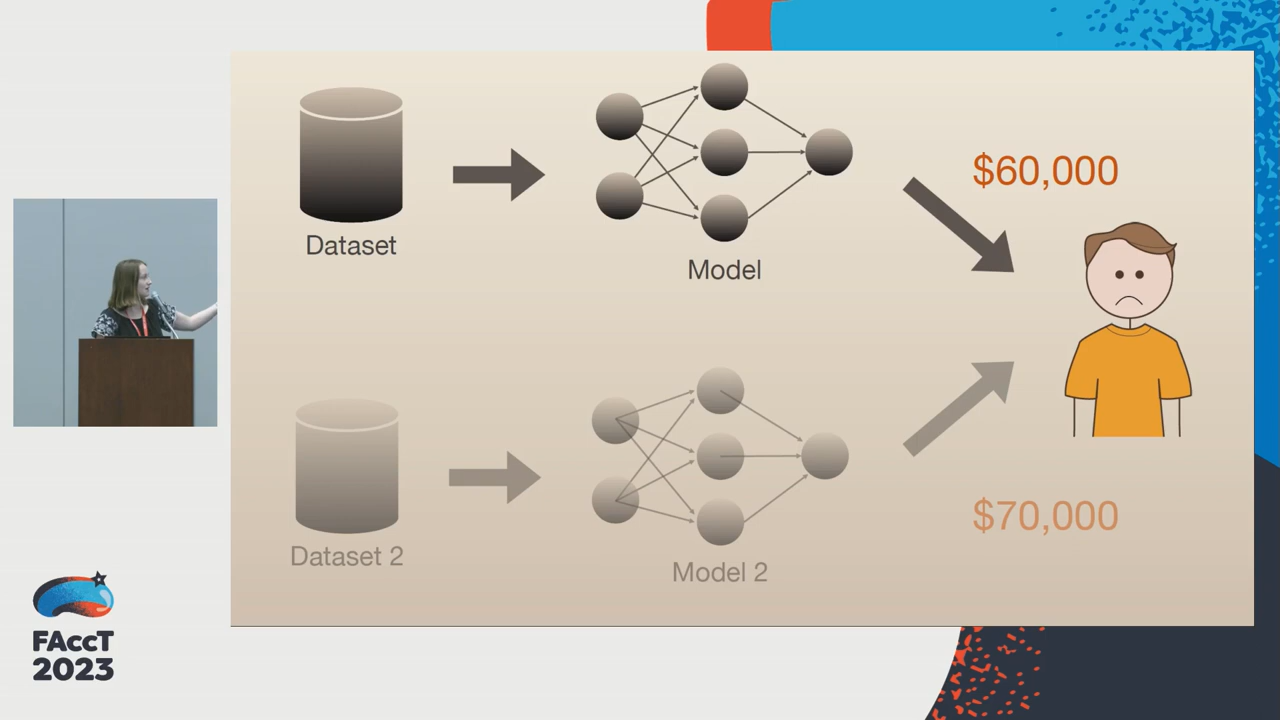 $60,000
Dataset
Model
$70,000
Dataset 2
Model 2
FAccT
2023